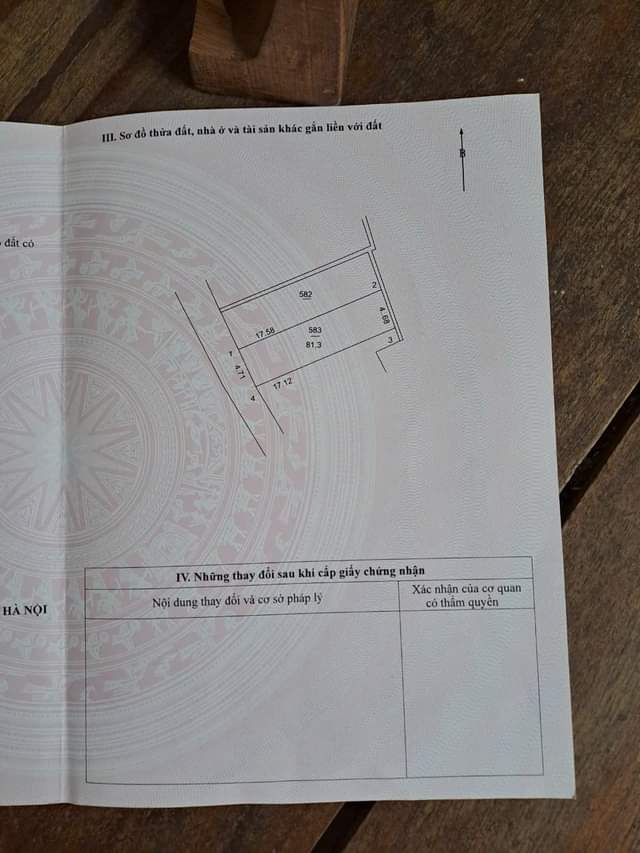 III. Sơ đồ thửa đất, nhà ở và tài sản khác gắn liền với đất
B
đất có
582
2
17.58
583
4.68
81,3
1
3
4.71
17.12
4
IV. Những thay đổi sau khi cấp giấy chứng nhận
Nội dung thay đổi và cơ sở pháp lý
Xác nhận của cơ quan
có thẩm quyền
HÀ NỘI